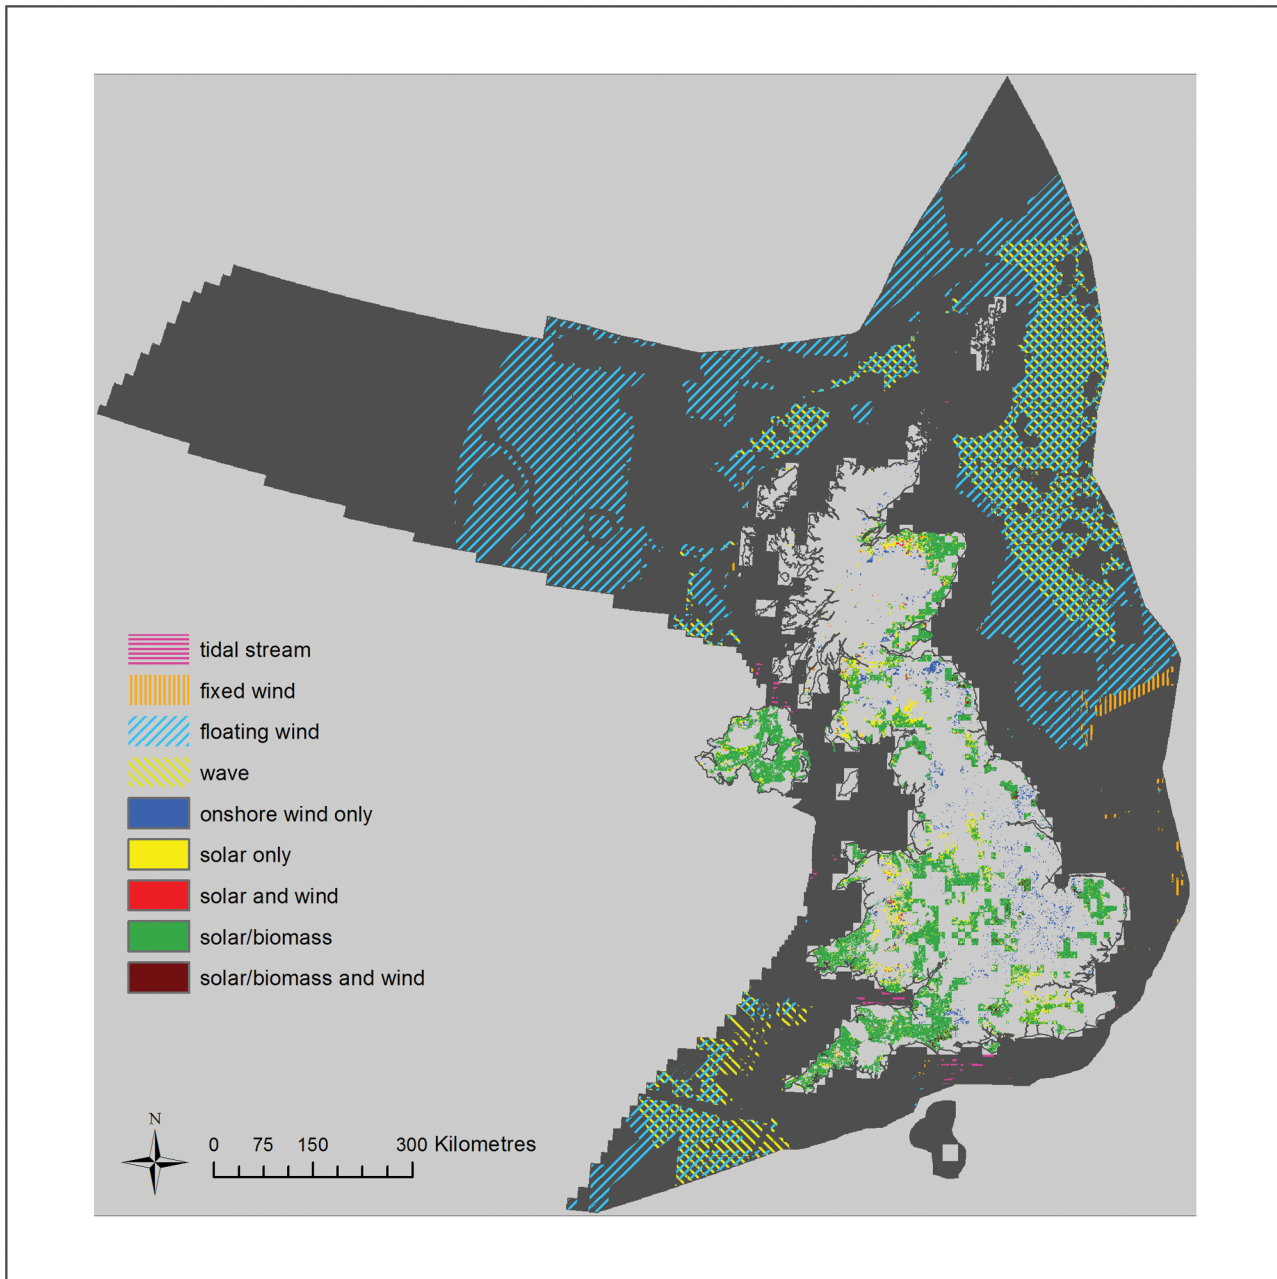 tidal stream
fixed wind
floating wind
wave
onshore wind only
solar only
solar and wind
solar/biomass
solar/biomass and wind
N
0 75 150 300 Kilometres